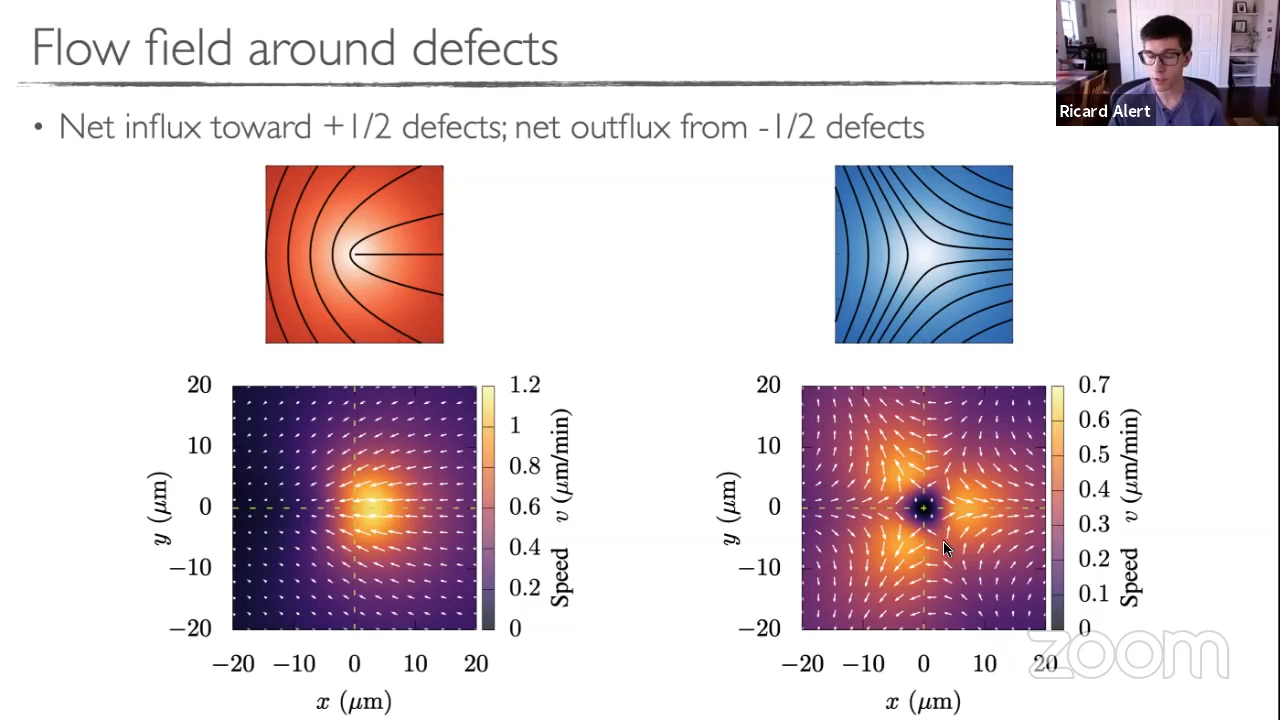 Flow field around defects
Ricard Alert
• Net influx toward +1/2 defects; net outflux from -1/2 defects
20
10
0
−10
−20
y (μm)
−20 −10 0 10 20
x (μm)
1.2
1
0.8
0.6
0.4
0.2
0
Speed v (μm/min)
20
10
0
−10
−20
y (μm)
−20 −10 0 10 20
x (μm)
0.7
0.6
0.5
0.4
0.3
0.2
0.1
0
Speed v (μm/min)
zoom